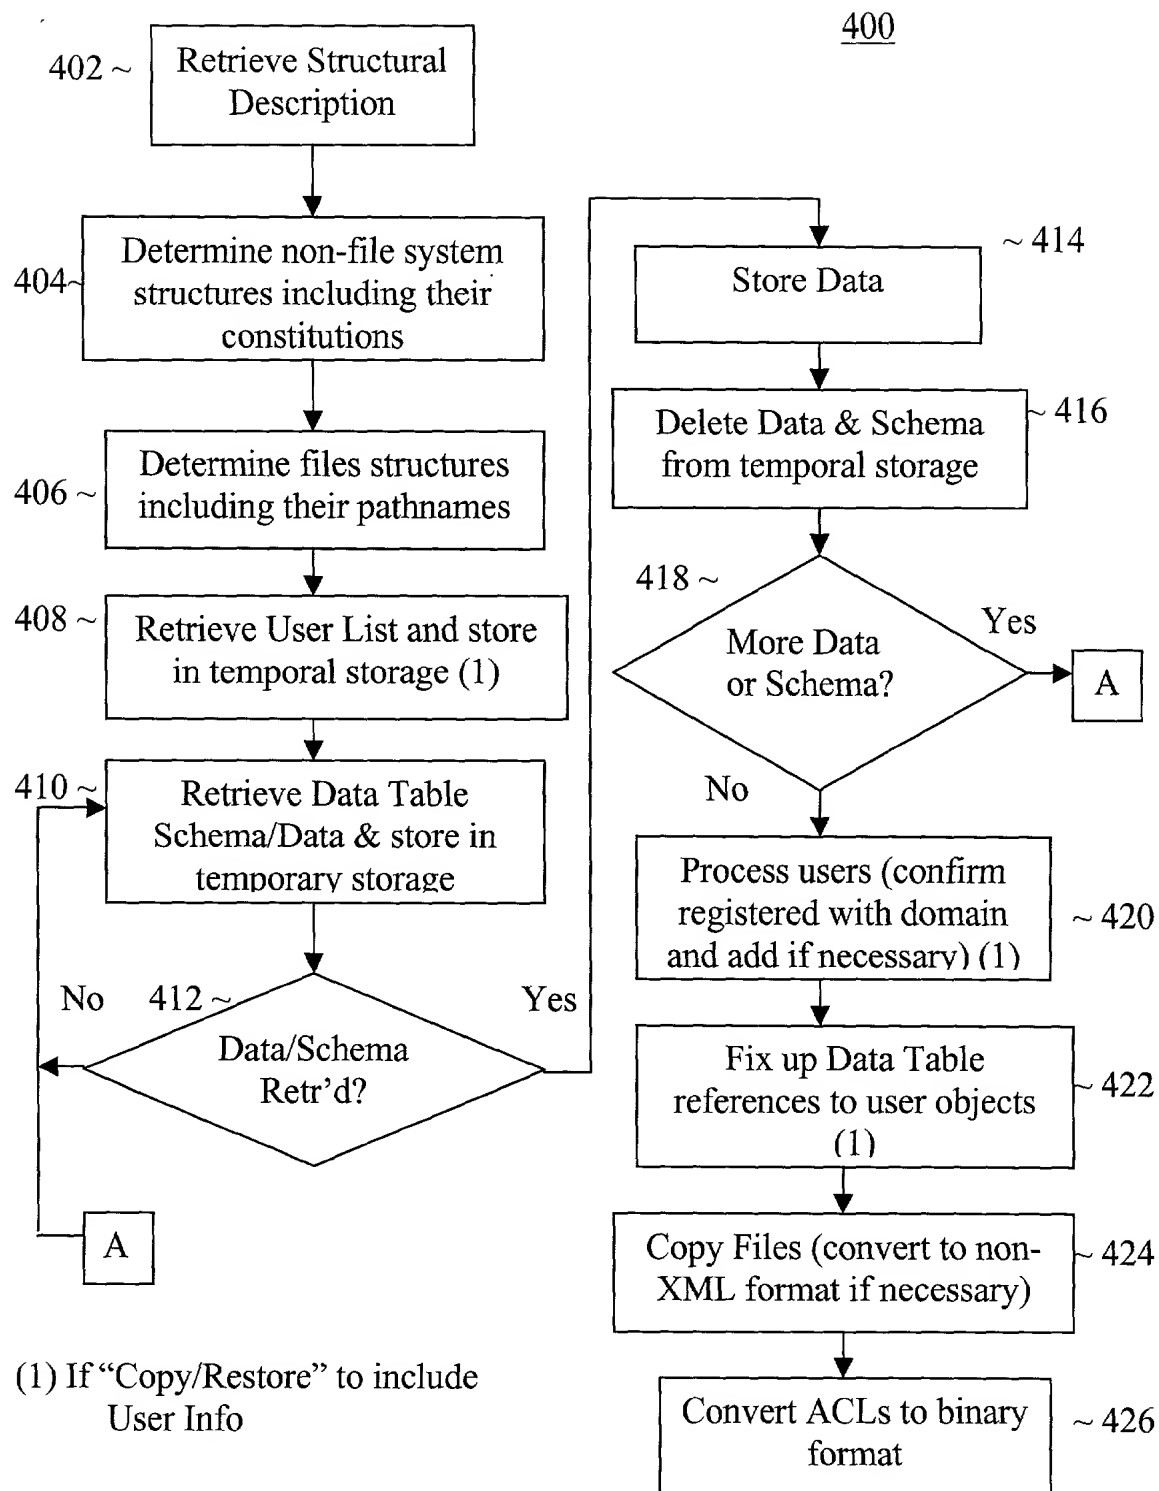 400
402 ~
Retrieve Structural
Description
404~
Determine non-file system
structures including their
constitutions
406 ~
Determine files structures
including their pathnames
408 ~
Retrieve User List and store
in temporal storage (1)
410 ~
Retrieve Data Table
Schema/Data & store in
temporary storage
No
412 ~
Yes
Data/Schema
Retr’d?
A
(1) If “Copy/Restore” to include
User Info
~ 414
Store Data
~ 416
Delete Data & Schema
from temporal storage
418 ~
Yes
More Data
or Schema?
A
No
Process users (confirm
registered with domain
and add if necessary) (1)
~ 420
Fix up Data Table
references to user objects
(1)
~ 422
Copy Files (convert to non-
XML format if necessary)
~ 424
Convert ACLs to binary
format
~ 426